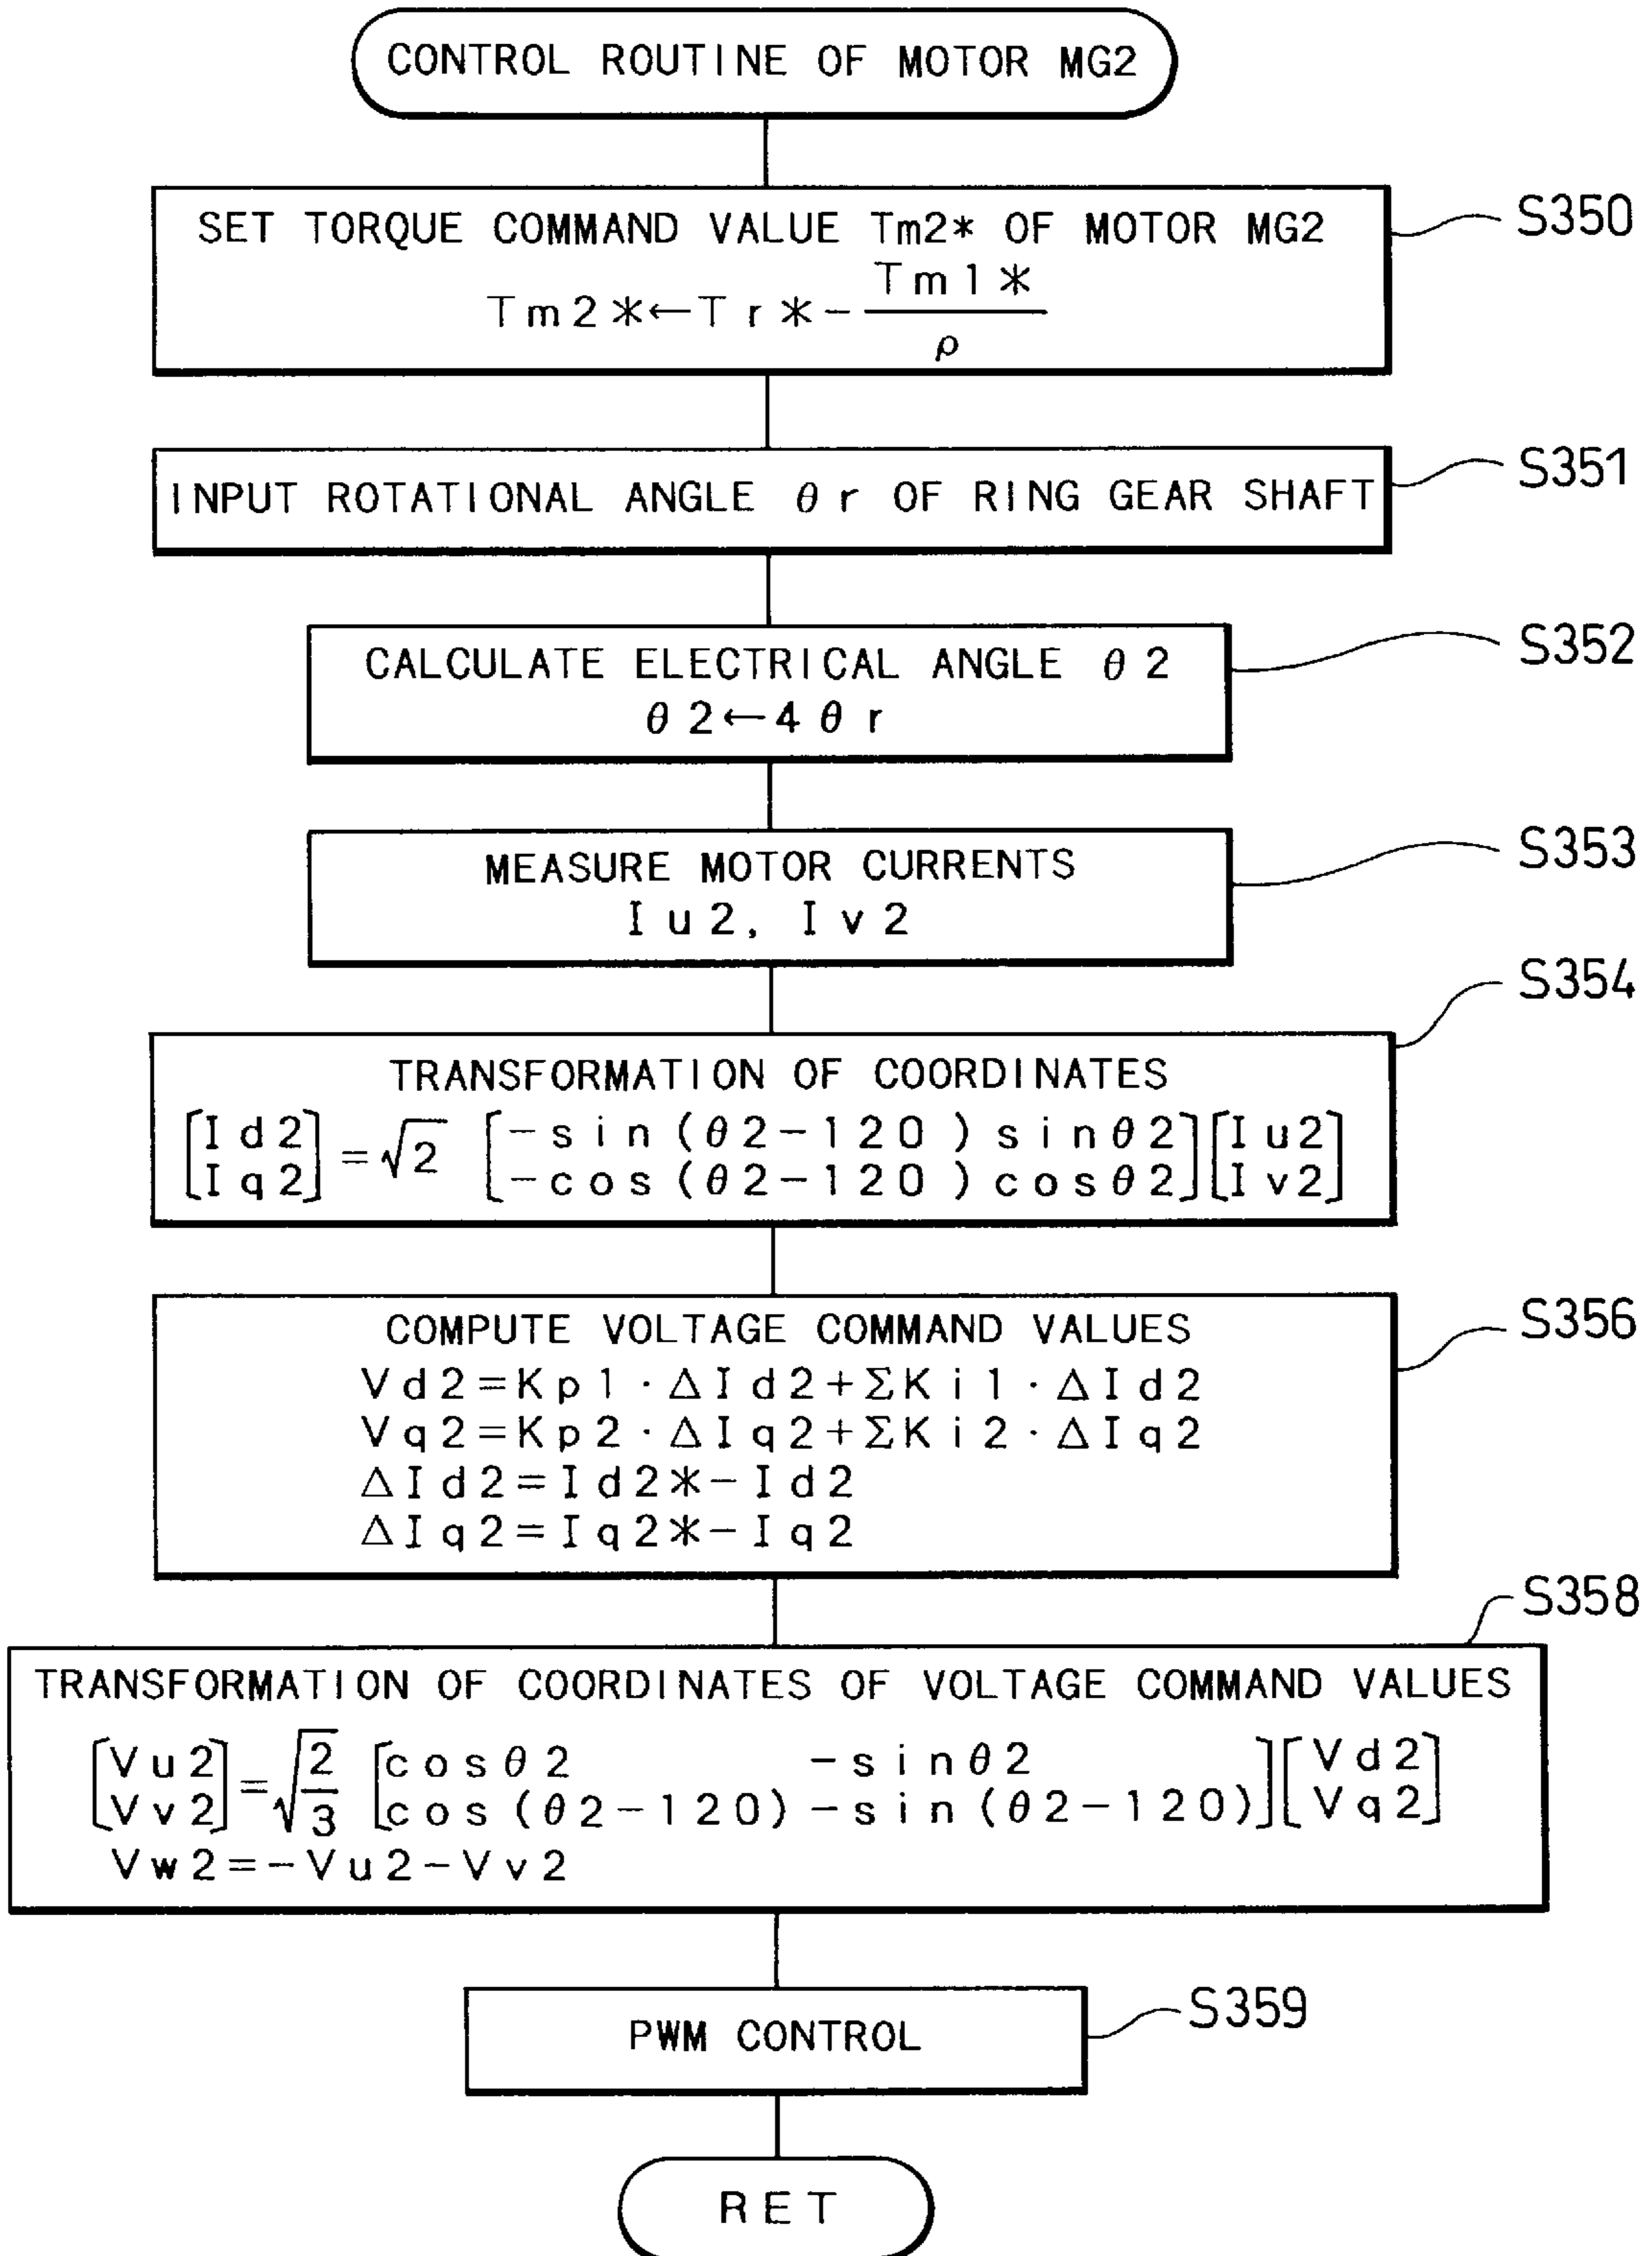 CONTROL ROUTINE OF MOTOR MG2
SET TORQUE COMMAND VALUE Tm2* OF MOTOR MG2
Tm2*←Tr*-Tm1*/ρ
S350
INPUT ROTATIONAL ANGLE θr OF RING GEAR SHAFT
S351
CALCULATE ELECTRICAL ANGLE θ2
θ2←4θr
S352
MEASURE MOTOR CURRENTS
Iu2, Iv2
S353
S354
TRANSFORMATION OF COORDINATES
[Id2] =√2 [-sin(θ2-120) sinθ2][Iu2]
[Iq2] [-cos(θ2-120) cosθ2][Iv2]
S356
COMPUTE VOLTAGE COMMAND VALUES
Vd2=Kp1·ΔId2+ΣKi1·ΔId2
Vq2=Kp2·ΔIq2+ΣKi2·ΔIq2
ΔId2=Id2*-Id2
ΔIq2=Iq2*-Iq2
S358
TRANSFORMATION OF COORDINATES OF VOLTAGE COMMAND VALUES
[Vu2] =√(2/3) [cosθ2 -sinθ2][Vd2]
[Vv2] [cos(θ2-120) -sin(θ2-120)][Vq2]
Vw2=-Vu2-Vv2
PWM CONTROL
S359
RET